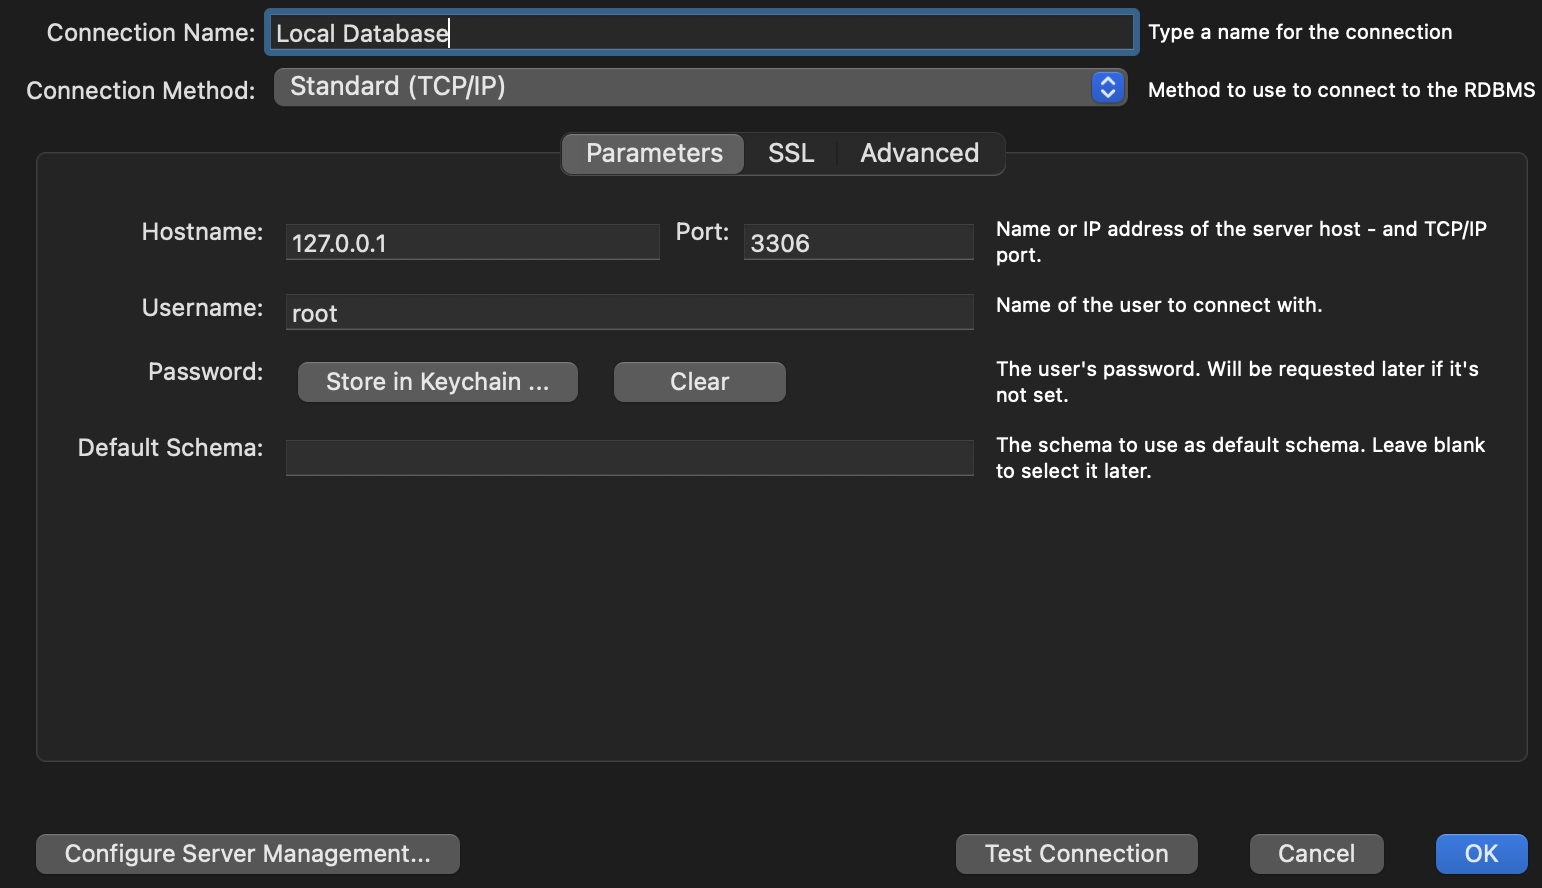 Connection Name: Local Database Type a name for the connection
Connection Method: Standard (TCP/IP) Method to use to connect to the RDBMS
Parameters SSL Advanced
Hostname: 127.0.0.1 Port: 3306 Name or IP address of the server host - and TCP/IP
port.
Username: root Name of the user to connect with.
Password: Store in Keychain ... Clear The user's password. Will be requested later if it's
not set.
Default Schema: The schema to use as default schema. Leave blank
to select it later.
Configure Server Management... Test Connection Cancel OK